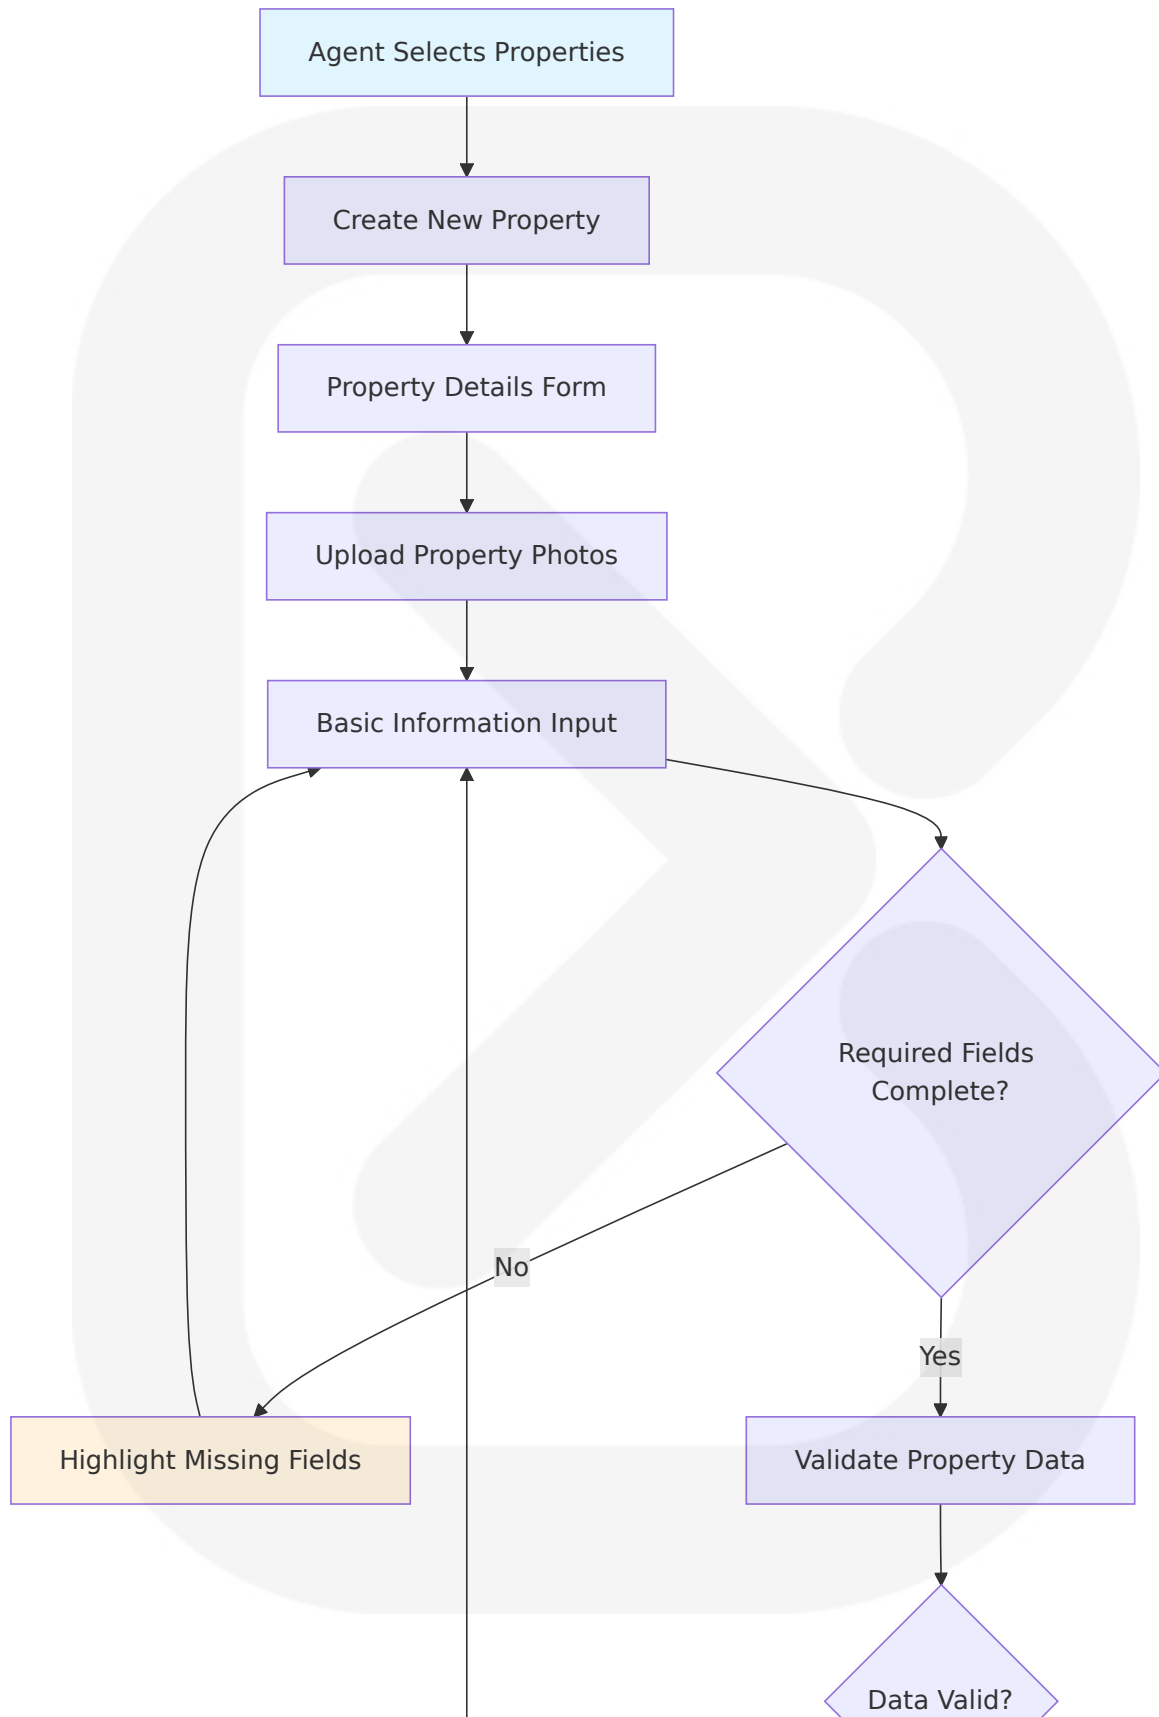 Agent Selects Properties
Create New Property
Property Details Form
Upload Property Photos
Basic Information Input
Required Fields
Complete?
No
Yes
Highlight Missing Fields
Validate Property Data
Data Valid?